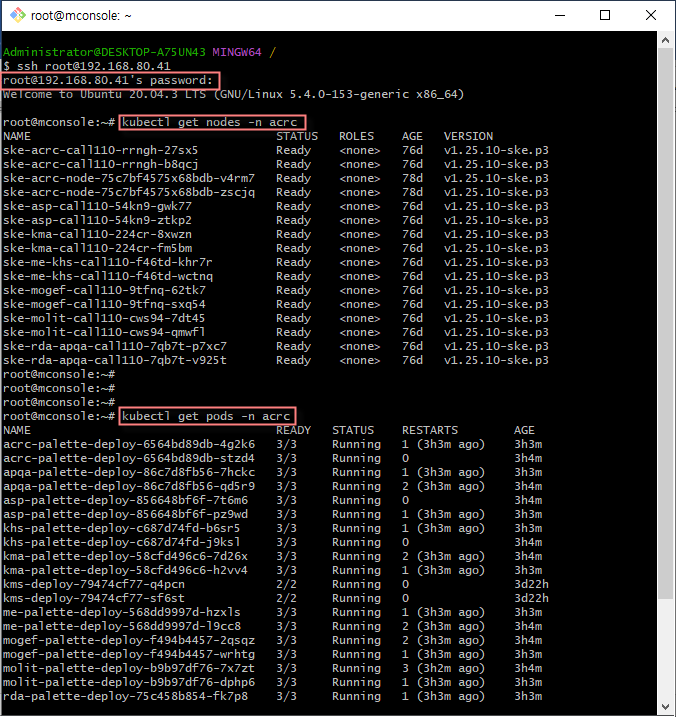 root@mconsole: ~
Administrator@DESKTOP-A75UN43 MINGW64 /
$ ssh root@192.168.80.41
root@192.168.80.41's password:
Welcome to Ubuntu 20.04.3 LTS (GNU/Linux 5.4.0-153-generic x86_64)
root@mconsole:~# kubectl get nodes -n acrc
NAME STATUS ROLES AGE VERSION
ske-acrc-call110-rrngh-27sx5 Ready <none> 76d v1.25.10-ske.p3
ske-acrc-call110-rrngh-b8qcj Ready <none> 76d v1.25.10-ske.p3
ske-acrc-node-75c7bf4575x68bdb-v4rm7 Ready <none> 78d v1.25.10-ske.p3
ske-acrc-node-75c7bf4575x68bdb-zscjq Ready <none> 78d v1.25.10-ske.p3
ske-asp-call110-54kn9-gwk77 Ready <none> 76d v1.25.10-ske.p3
ske-asp-call110-54kn9-ztkp2 Ready <none> 76d v1.25.10-ske.p3
ske-kma-call110-224cr-8xwzn Ready <none> 76d v1.25.10-ske.p3
ske-kma-call110-224cr-fm5bm Ready <none> 76d v1.25.10-ske.p3
ske-me-khs-call110-f46td-khr7r Ready <none> 76d v1.25.10-ske.p3
ske-me-khs-call110-f46td-wctnq Ready <none> 76d v1.25.10-ske.p3
ske-mogef-call110-9tfnq-62tk7 Ready <none> 76d v1.25.10-ske.p3
ske-mogef-call110-9tfnq-sxq54 Ready <none> 76d v1.25.10-ske.p3
ske-molit-call110-cws94-7dt45 Ready <none> 76d v1.25.10-ske.p3
ske-molit-call110-cws94-qmwfl Ready <none> 76d v1.25.10-ske.p3
ske-rda-apqa-call110-7qb7t-p7xc7 Ready <none> 76d v1.25.10-ske.p3
ske-rda-apqa-call110-7qb7t-v925t Ready <none> 76d v1.25.10-ske.p3
root@mconsole:~#
root@mconsole:~#
root@mconsole:~#
root@mconsole:~# kubectl get pods -n acrc
NAME READY STATUS RESTARTS AGE
acrc-palette-deploy-6564bd89db-4g2k6 3/3 Running 1 (3h3m ago) 3h3m
acrc-palette-deploy-6564bd89db-stzd4 3/3 Running 0 3h4m
apqa-palette-deploy-86c7d8fb56-7hckc 3/3 Running 1 (3h3m ago) 3h3m
apqa-palette-deploy-86c7d8fb56-qd5r9 3/3 Running 2 (3h3m ago) 3h4m
asp-palette-deploy-856648bf6f-7t6m6 3/3 Running 0 3h4m
asp-palette-deploy-856648bf6f-pz9wd 3/3 Running 1 (3h3m ago) 3h3m
khs-palette-deploy-c687d74fd-b6sr5 3/3 Running 1 (3h3m ago) 3h3m
khs-palette-deploy-c687d74fd-j9ksl 3/3 Running 0 3h4m
kma-palette-deploy-58cfd496c6-7d26x 3/3 Running 2 (3h3m ago) 3h4m
kma-palette-deploy-58cfd496c6-h2vv4 3/3 Running 1 (3h3m ago) 3h3m
kms-deploy-79474cf77-q4pcn 2/2 Running 0 3d22h
kms-deploy-79474cf77-sf6st 2/2 Running 0 3d22h
me-palette-deploy-568dd9997d-hzxls 3/3 Running 1 (3h3m ago) 3h3m
me-palette-deploy-568dd9997d-l9cc8 3/3 Running 2 (3h3m ago) 3h4m
mogef-palette-deploy-f494b4457-2qsqz 3/3 Running 2 (3h3m ago) 3h4m
mogef-palette-deploy-f494b4457-wrhtg 3/3 Running 1 (3h3m ago) 3h3m
molit-palette-deploy-b9b97df76-7x7zt 3/3 Running 3 (3h2m ago) 3h4m
molit-palette-deploy-b9b97df76-dphp6 3/3 Running 1 (3h3m ago) 3h3m
rda-palette-deploy-75c458b854-fk7p8 3/3 Running 1 (3h3m ago) 3h3m